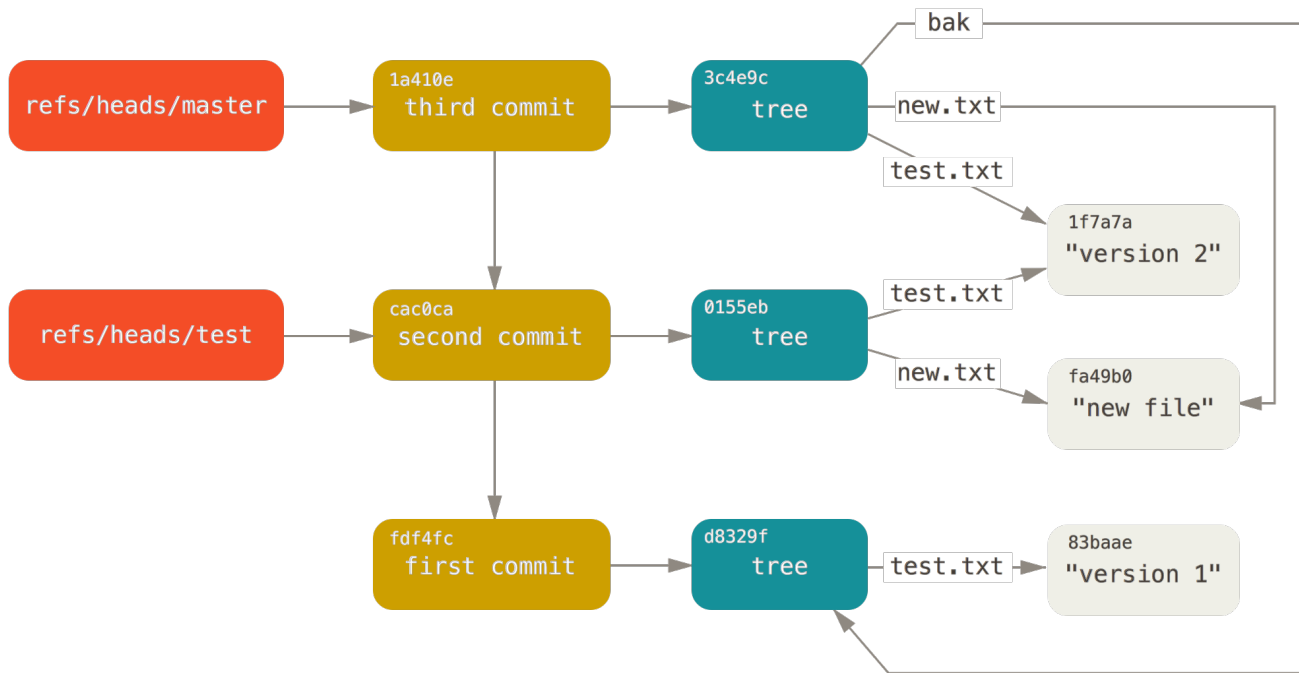 bak
1a410e
3c4e9c
refs/heads/master
third commit
tree
new.txt
test.txt
1f7a7a
"version 2"
test.txt
cac0ca
0155eb
refs/heads/test
second commit
tree
new.txt
fa49b0
"new file"
fdf4fc
d8329f
83baae
first commit
tree
test.txt
"version 1"